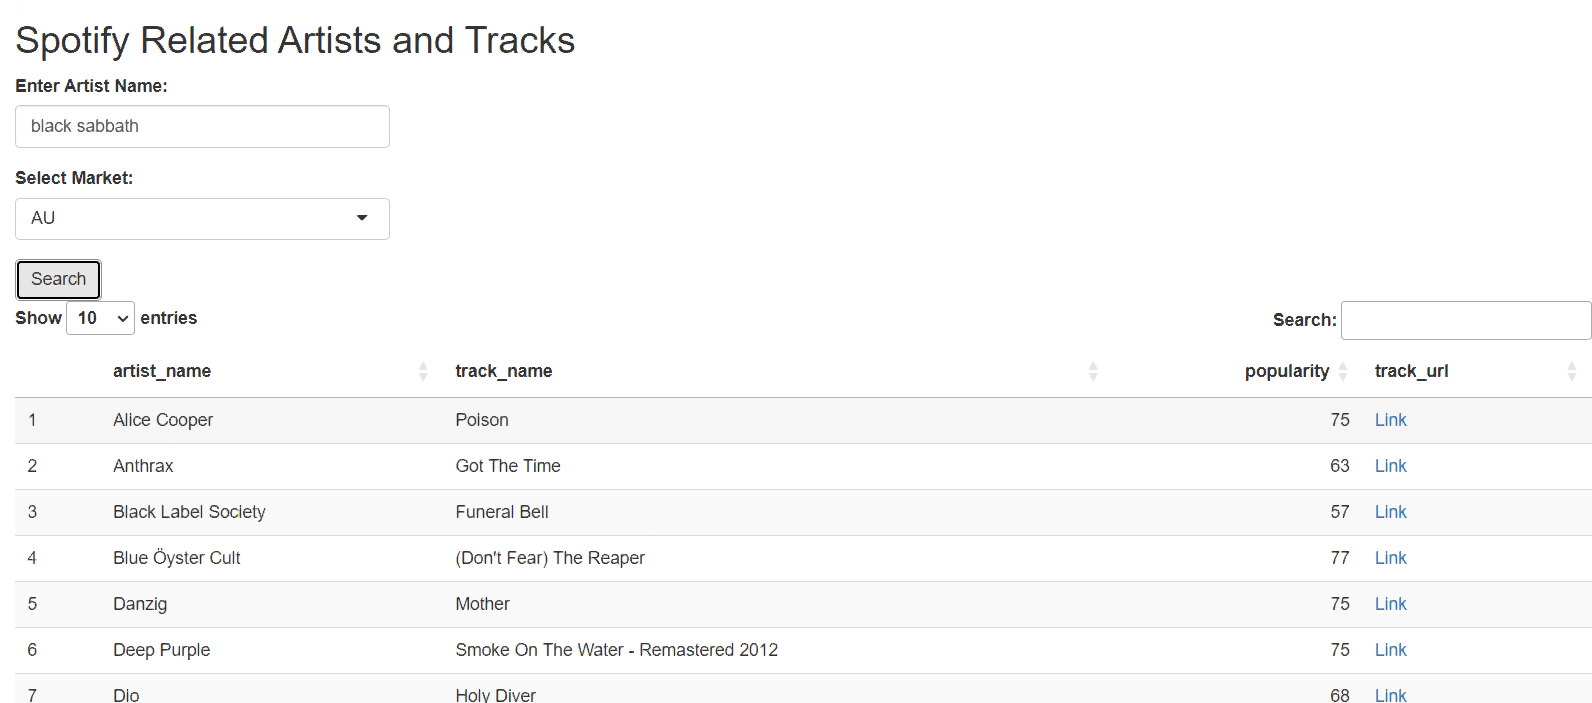 Spotify Related Artists and Tracks
Enter Artist Name:
black sabbath
Select Market:
AU
Search
Show 10 entries Search:
artist_name track_name popularity track_url
1 Alice Cooper Poison 75 Link
2 Anthrax Got The Time 63 Link
3 Black Label Society Funeral Bell 57 Link
4 Blue Öyster Cult (Don't Fear) The Reaper 77 Link
5 Danzig Mother 75 Link
6 Deep Purple Smoke On The Water - Remastered 2012 75 Link
7 Dio Holy Diver 68 Link